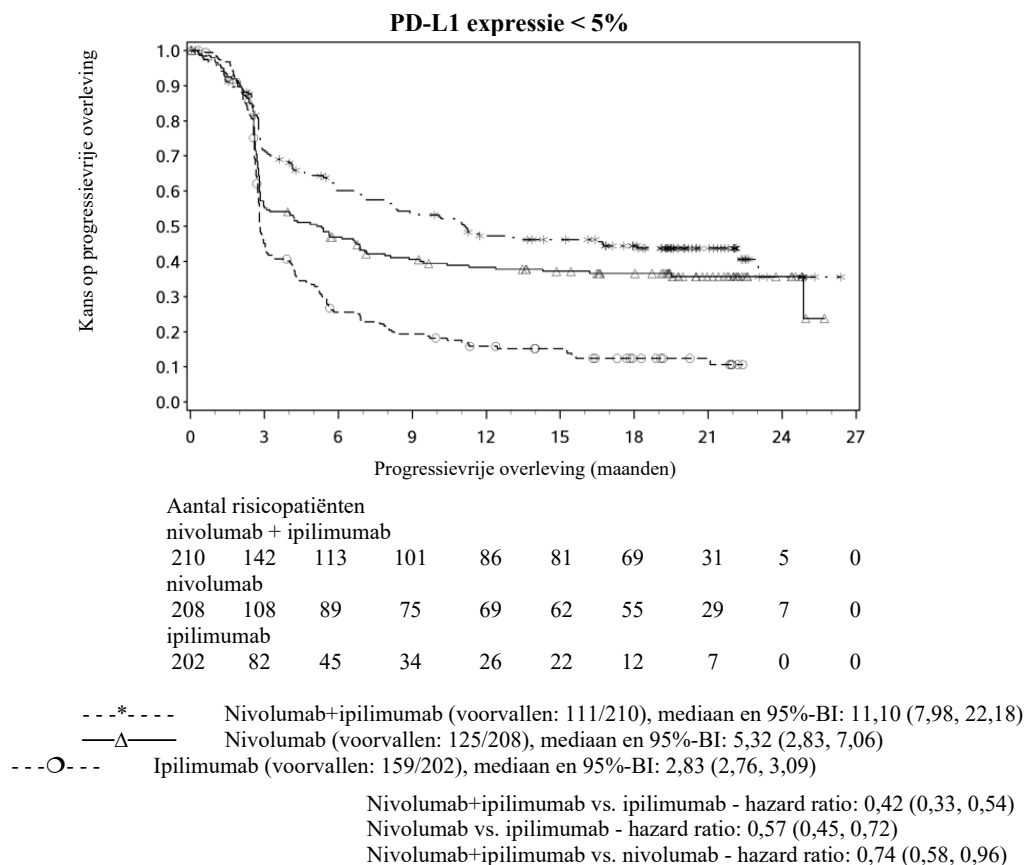 PD-L1 expressie < 5%
Kans op progressievrije overleving
1.0
0.9
0.8
0.7
0.6
0.5
0.4
0.3
0.2
0.1
0.0
0 3 6 9 12 15 18 21 24 27
Progressievrije overleving (maanden)
Aantal risicopatiënten
nivolumab + ipilimumab
210 142 113 101 86 81 69 31 5 0
nivolumab
208 108 89 75 69 62 55 29 7 0
ipilimumab
202 82 45 34 26 22 12 7 0 0
- - -*- - - - Nivolumab+ipilimumab (voorvallen: 111/210), mediaan en 95%-BI: 11,10 (7,98, 22,18)
——Δ—— Nivolumab (voorvallen: 125/208), mediaan en 95%-BI: 5,32 (2,83, 7,06)
- - -❍- - - Ipilimumab (voorvallen: 159/202), mediaan en 95%-BI: 2,83 (2,76, 3,09)
Nivolumab+ipilimumab vs. ipilimumab - hazard ratio: 0,42 (0,33, 0,54)
Nivolumab vs. ipilimumab - hazard ratio: 0,57 (0,45, 0,72)
Nivolumab+ipilimumab vs. nivolumab - hazard ratio: 0,74 (0,58, 0,96)